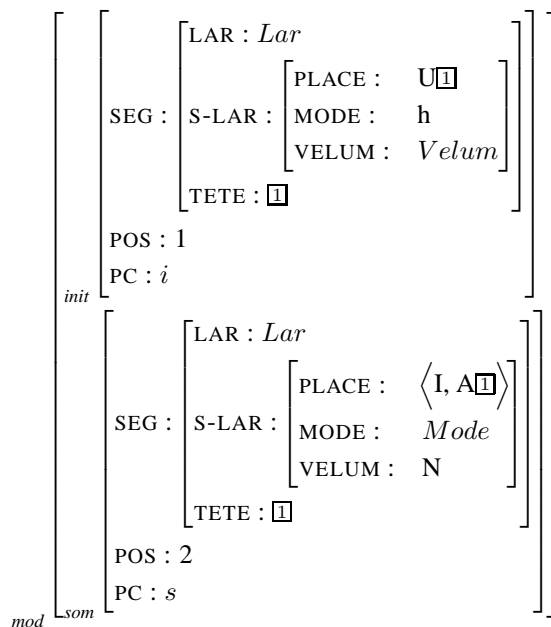 LAR : Lar
PLACE : U1
SEG : S-LAR : MODE : h
VELUM : Velum
TETE : 1
POS : 1
init PC : i
LAR : Lar
PLACE : ⟨I, A1⟩
SEG : S-LAR : MODE : Mode
VELUM : N
TETE : 1
POS : 2
mod som PC : s